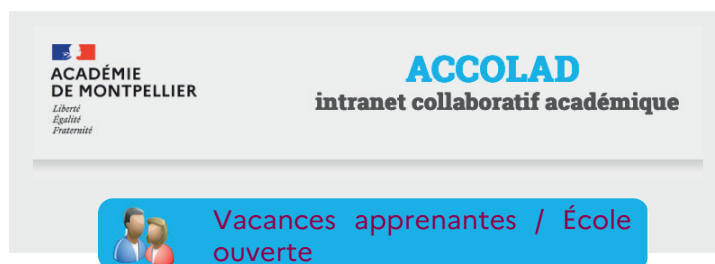 ACADÉMIE
DE MONTPELLIER
Liberté
Égalité
Fraternité
ACCOLAD
intranet collaboratif académique
Vacances apprenantes / École
ouverte